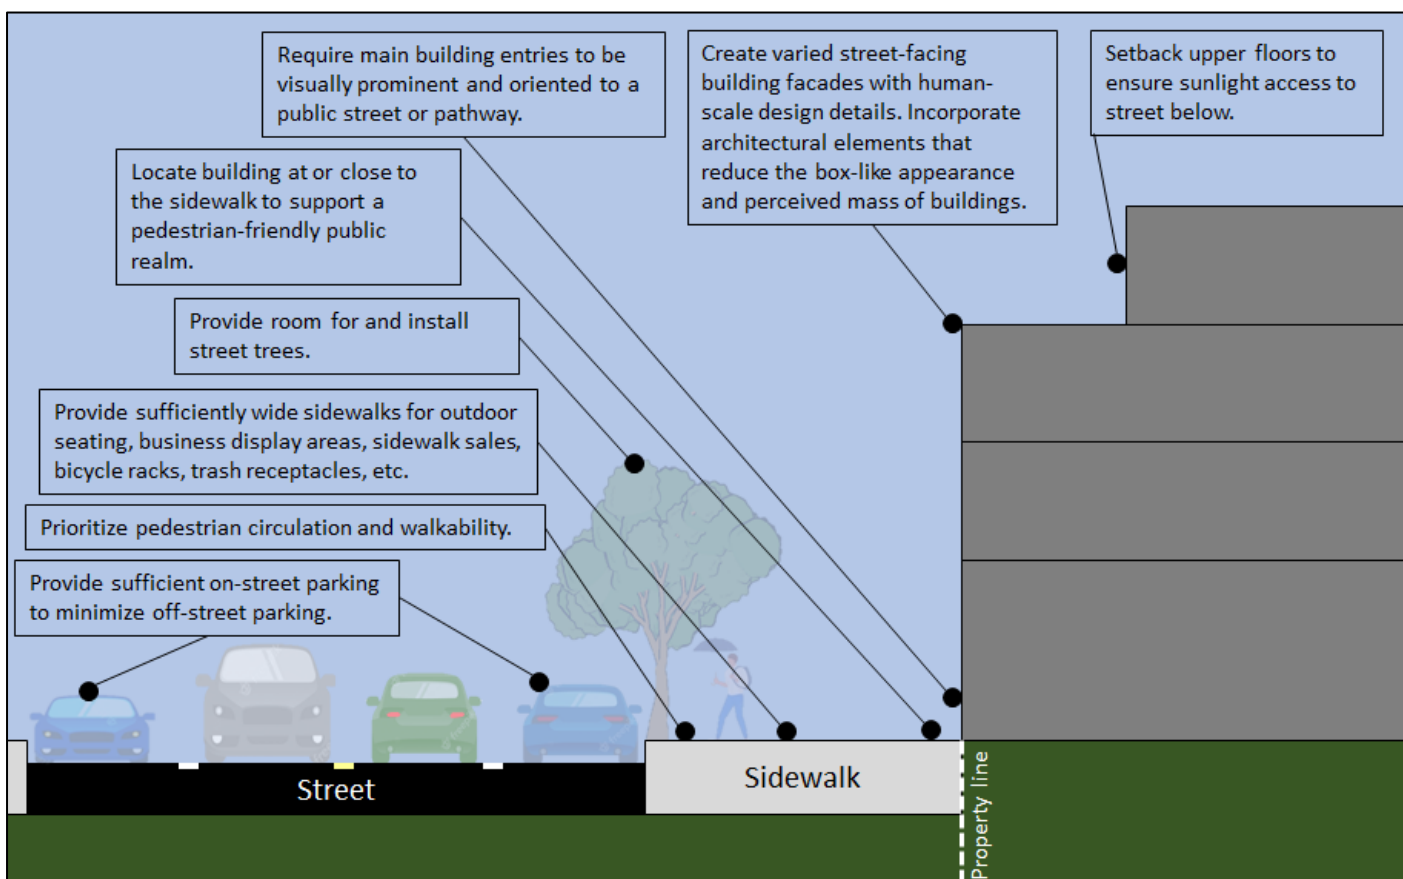 Require main building entries to be
visually prominent and oriented to a
public street or pathway.
Create varied street-facing
building facades with human-
scale design details. Incorporate
architectural elements that
reduce the box-like appearance
and perceived mass of buildings.
Setback upper floors to
ensure sunlight access to
street below.
Locate building at or close to
the sidewalk to support a
pedestrian-friendly public
realm.
Provide room for and install
street trees.
Provide sufficiently wide sidewalks for outdoor
seating, business display areas, sidewalk sales,
bicycle racks, trash receptacles, etc.
Prioritize pedestrian circulation and walkability.
Provide sufficient on-street parking
to minimize off-street parking.
Street
Sidewalk
Property line